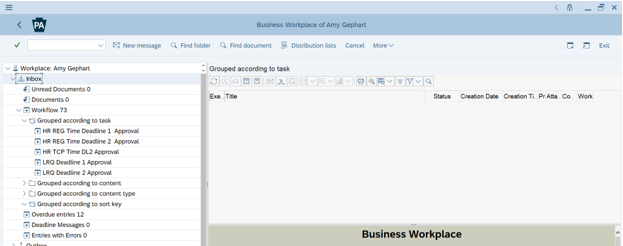 PA
Business Workplace of Amy Gephart
New message Find folder Find document Distribution lists Cancel More Exit
Workplace: Amy Gephart
Inbox
Unread Documents 0
Documents 0
Workflow 73
Grouped according to task
HR REG Time Deadline 1 Approval
HR REG Time Deadline 2 Approval
HR TCP Time DL2 Approval
LRQ Deadline 1 Approval
LRQ Deadline 2 Approval
Grouped according to content
Grouped according to content type
Grouped according to sort key
Overdue entries 12
Deadline Messages 0
Entries with Errors 0
Outbox
Grouped according to task
Exe... Title Status Creation Date Creation Ti... Pr Atta... Co... Work
Business Workplace